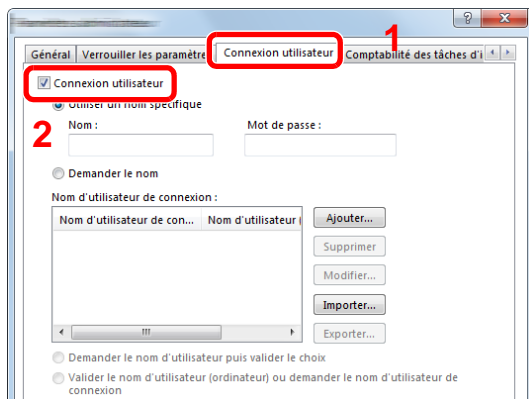 ?
X
1
Général Verrouiller les paramètre Connexion utilisateur Comptabilité des tâches d'i
Connexion utilisateur
Utiliser un nom spécifique
2
Nom : Mot de passe :
Demander le nom
Nom d'utilisateur de connexion :
Nom d'utilisateur de con... Nom d'utilisateur ( Ajouter...
Supprimer
Modifier...
Importer...
Exporter...
Demander le nom d'utilisateur puis valider le choix
Valider le nom d'utilisateur (ordinateur) ou demander le nom d'utilisateur de
connexion